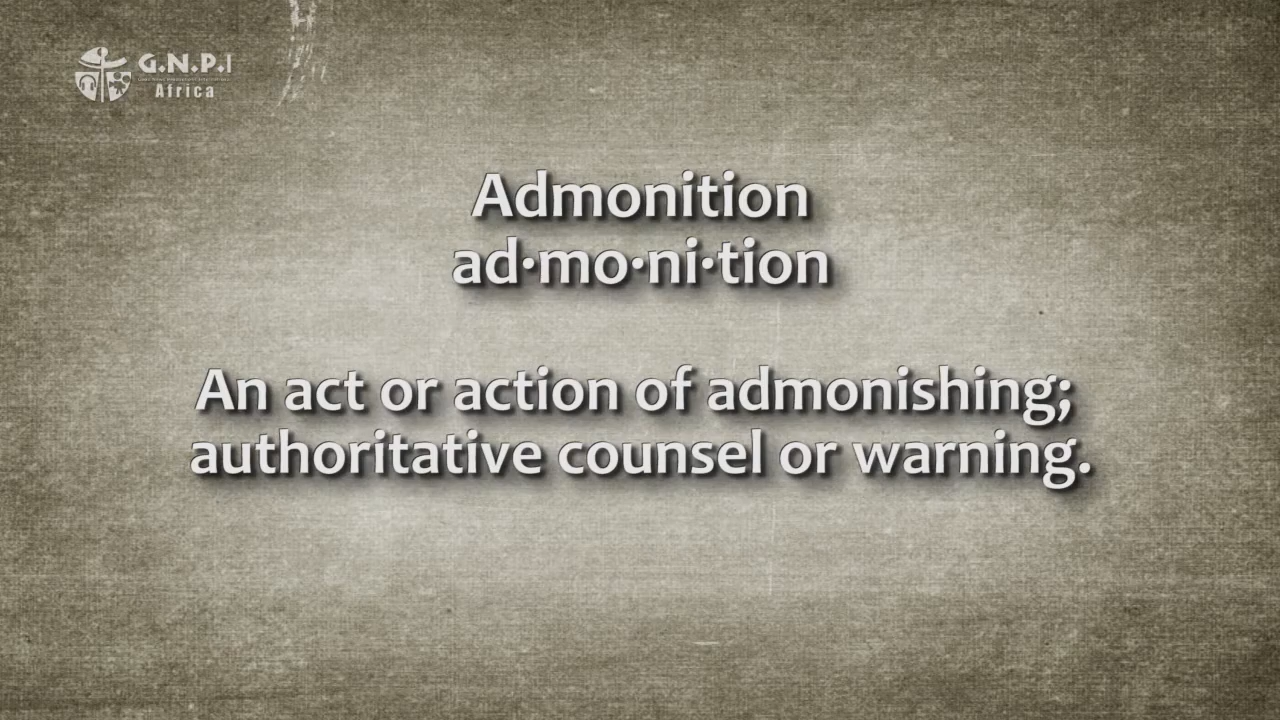 G.N.P.I
Africa
Admonition
ad·mo·ni·tion
An act or action of admonishing;
authoritative counsel or warning.